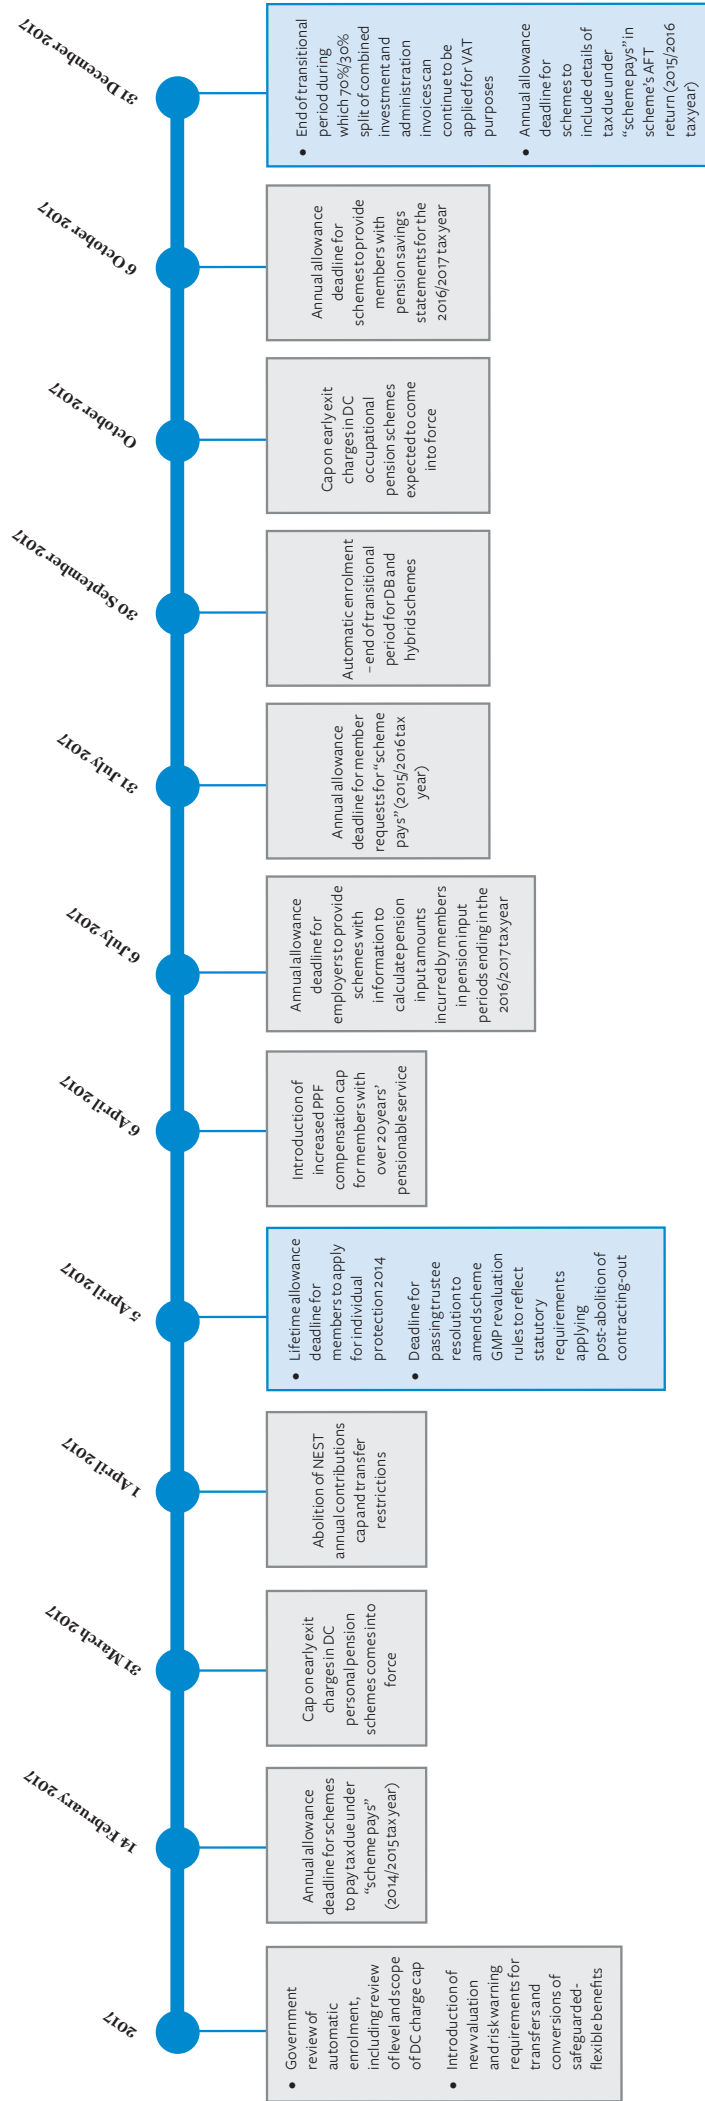 2017
• Government
review of
automatic
enrolment,
including review
of level and scope
of DC charge cap
• Introduction of
new valuation
and risk warning
requirements for
transfers and
conversions of
safeguarded-
flexible benefits
14 February 2017
Annual allowance
deadline for schemes
to pay tax due under
“scheme pays”
(2014/2015 tax year)
31 March 2017
Cap on early exit
charges in DC
personal pension
schemes comes into
force
1 April 2017
Abolition of NEST
annual contributions
cap and transfer
restrictions
5 April 2017
• Lifetime allowance
deadline for
members to apply
for individual
protection 2014
• Deadline for
passing trustee
resolution to
amend scheme
GMP revaluation
rules to reflect
statutory
requirements
applying
post-abolition of
contracting-out
6 April 2017
Introduction of
increased PPF
compensation cap
for members with
over 20 years’
pensionable service
6 July 2017
Annual allowance
deadline for
employers to provide
schemes with
information to
calculate pension
input amounts
incurred by members
in pension input
periods ending in the
2016/2017 tax year
31 July 2017
Annual allowance
deadline for member
requests for “scheme
pays” (2015/2016 tax
year)
30 September 2017
Automatic enrolment
– end of transitional
period for DB and
hybrid schemes
October 2017
Cap on early exit
charges in DC
occupational
pension schemes
expected to come
into force
6 October 2017
Annual allowance
deadline for
schemes to provide
members with
pension savings
statements for the
2016/2017 tax year
31 December 2017
• End of transitional
period during
which 70%/30%
split of combined
investment and
administration
invoices can
continue to be
applied for VAT
purposes
• Annual allowance
deadline for
schemes to
include details of
tax due under
“scheme pays” in
scheme’s AFT
return (2015/2016
tax year)